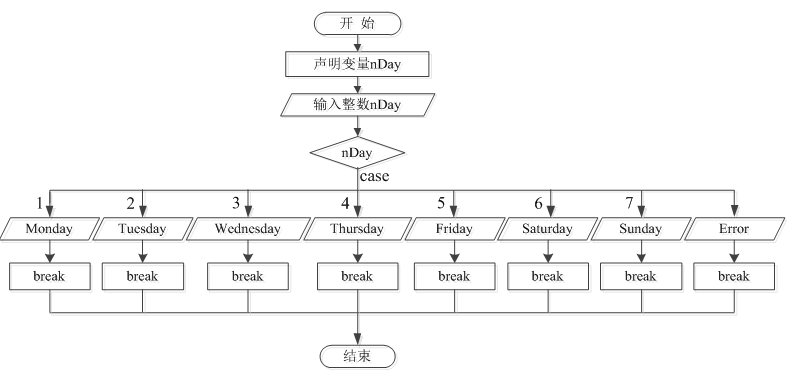 开 始
声明变量nDay
输入整数nDay
nDay
case
1 2 3 4 5 6 7
Monday Tuesday Wednesday Thursday Friday Saturday Sunday Error
break break break break break break break break
结束